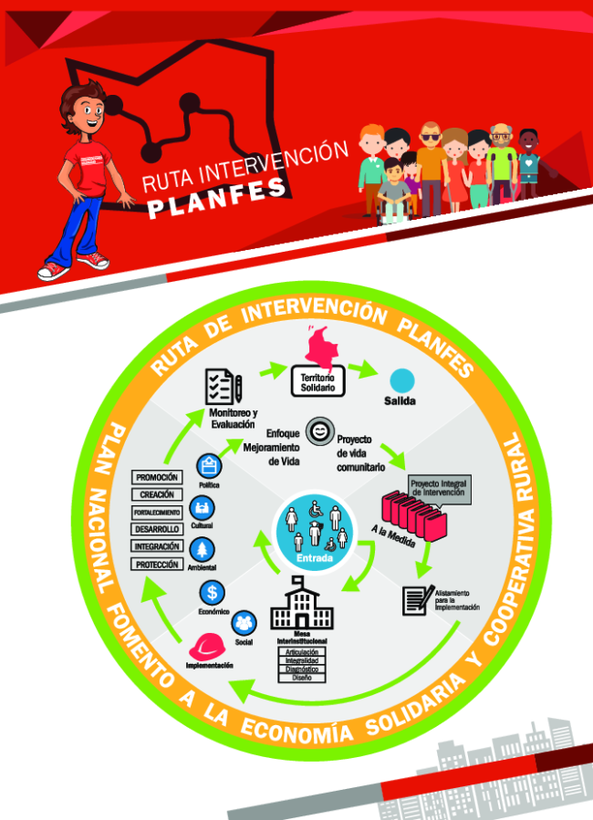 RUTA INTERVENCIÓN
PLANFES
RUTA DE INTERVENCIÓN PLANFES
PLAN NACIONAL FOMENTO A LA ECONOMÍA SOLIDARIA Y COOPERATIVA RURAL
Territorio
Solidario
Salida
Monitoreo y
Evaluación
Enfoque
Mejoramiento
de Vida
Proyecto
de vida
comunitario
Proyecto Integral
de Intervención
A la Medida
Alistamiento
para la
Implementación
PROMOCIÓN
CREACIÓN
FORTALECIMIENTO
DESARROLLO
INTEGRACIÓN
PROTECCIÓN
Política
Cultural
Ambiental
Económico
Social
Implementación
Entrada
Mesa
Interinstitucional
Articulación
Integralidad
Diagnóstico
Diseño